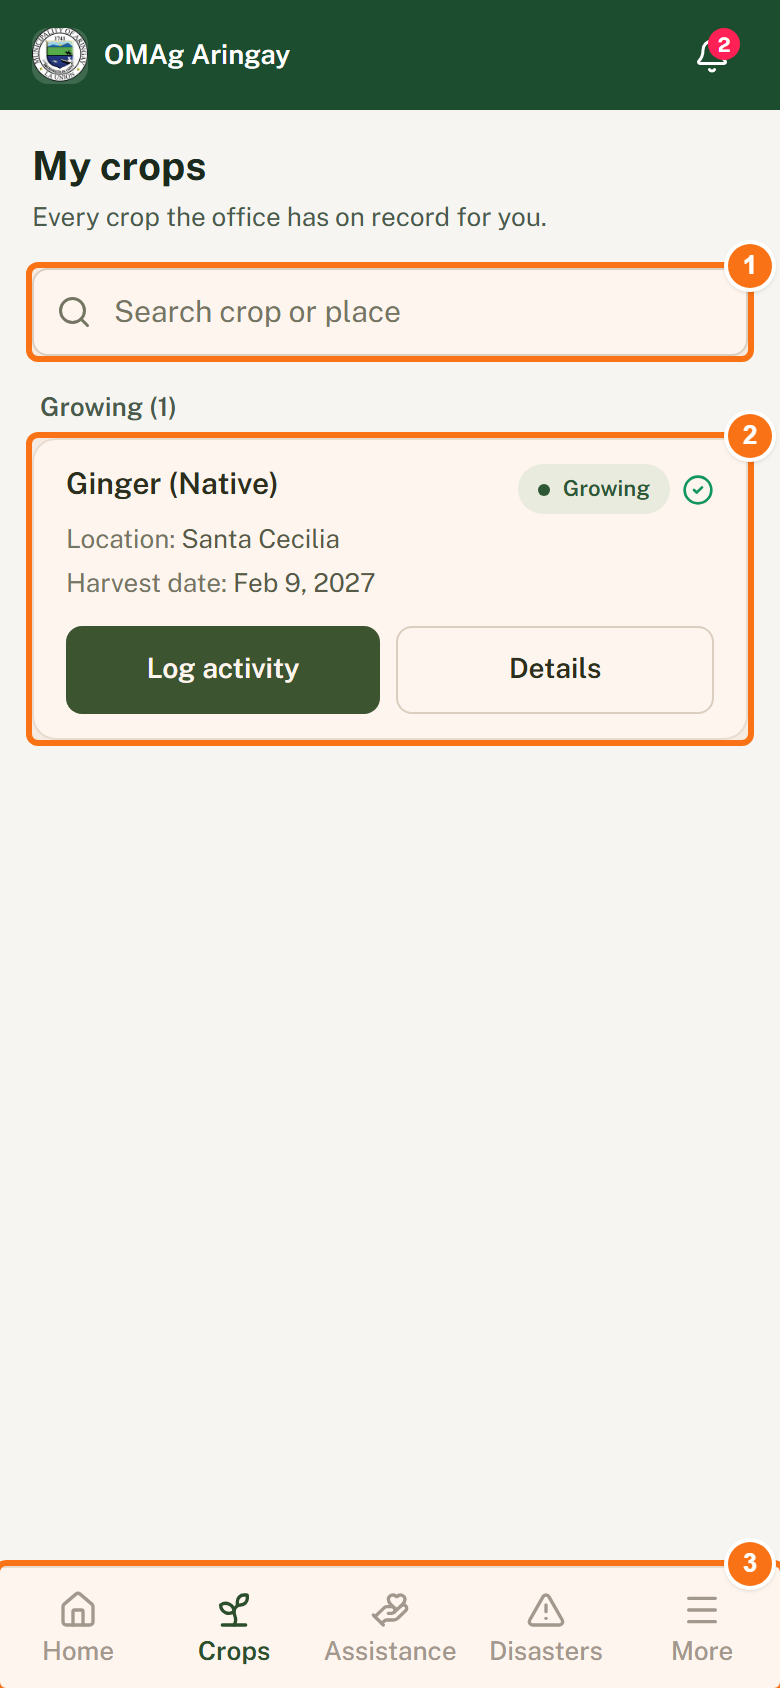 OMAg Aringay
2
My crops
Every crop the office has on record for you.
1
Search crop or place
Growing (1)
2
Ginger (Native)
Growing
Location: Santa Cecilia
Harvest date: Feb 9, 2027
Log activity
Details
3
Home
Crops
Assistance
Disasters
More